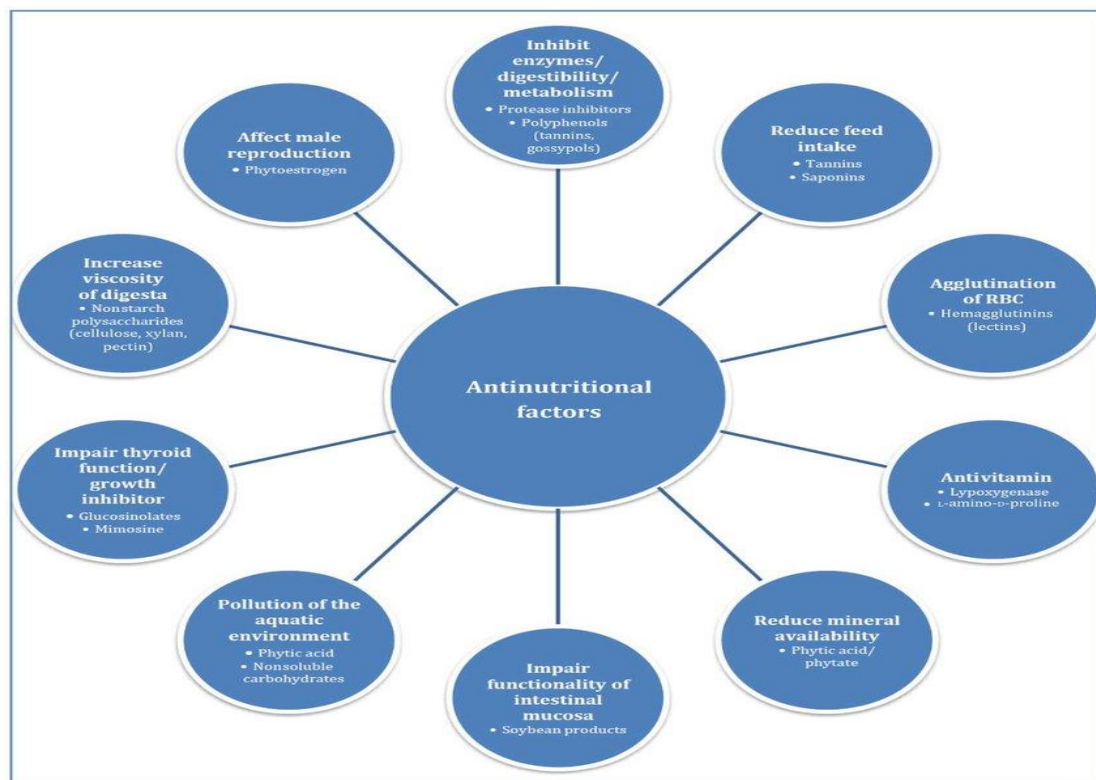 Inhibit
enzymes/
digestibility/
metabolism
• Protease inhibitors
• Polyphenols
(tannins,
gossypols)
Reduce feed
intake
• Tannins
• Saponins
Agglutination
of RBC
• Hemagglutinins
(lectins)
Antivitamin
• Lypoxygenase
• L-amino-D-proline
Reduce mineral
availability
• Phytic acid/
phytate
Impair
functionality of
intestinal
mucosa
• Soybean products
Pollution of the
aquatic
environment
• Phytic acid
• Nonsoluble
carbohydrates
Impair thyroid
function/
growth
inhibitor
• Glucosinolates
• Mimosine
Increase
viscosity
of digesta
• Nonstarch
polysaccharides
(cellulose, xylan,
pectin)
Affect male
reproduction
• Phytoestrogen
Antinutritional
factors